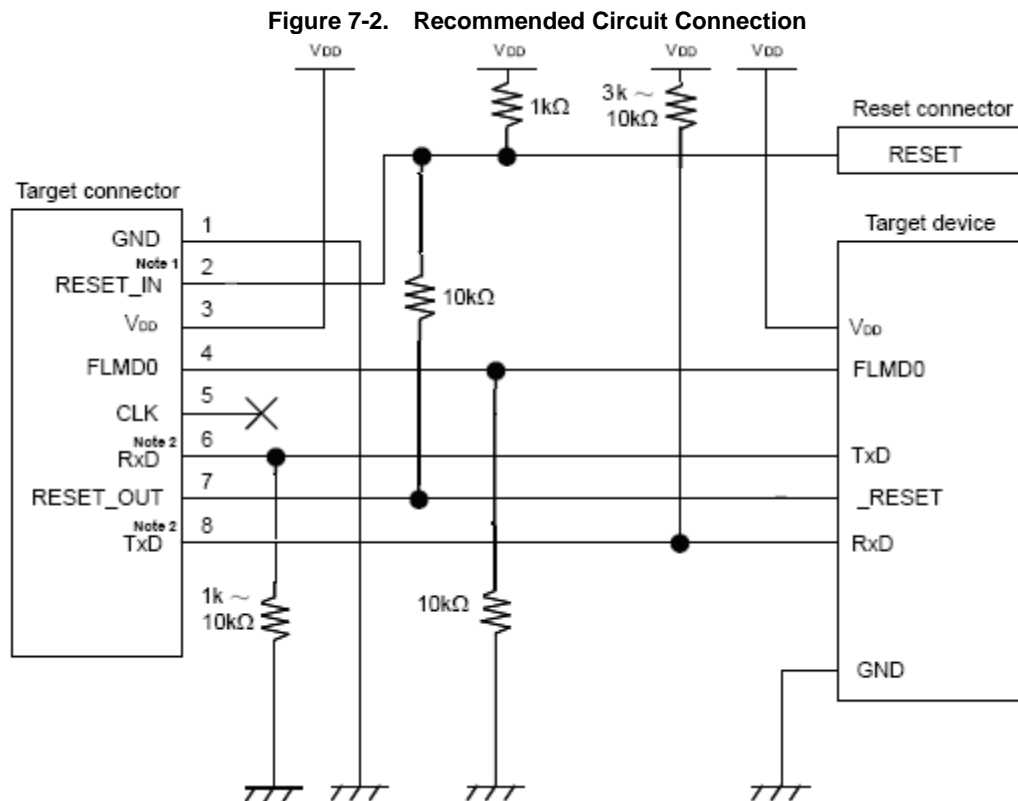 Figure 7-2. Recommended Circuit Connection
VDD
VDD
VDD
VDD
1kΩ
3k ～
10kΩ
Reset connector
RESET
Target connector
Target device
GND
1
Note 1
RESET_IN
2
VDD
3
FLMD0
4
CLK
5
Note 2
RxD
6
RESET_OUT
7
Note 2
TxD
8
10kΩ
VDD
FLMD0
TxD
_RESET
RxD
GND
1k ～
10kΩ
10kΩ